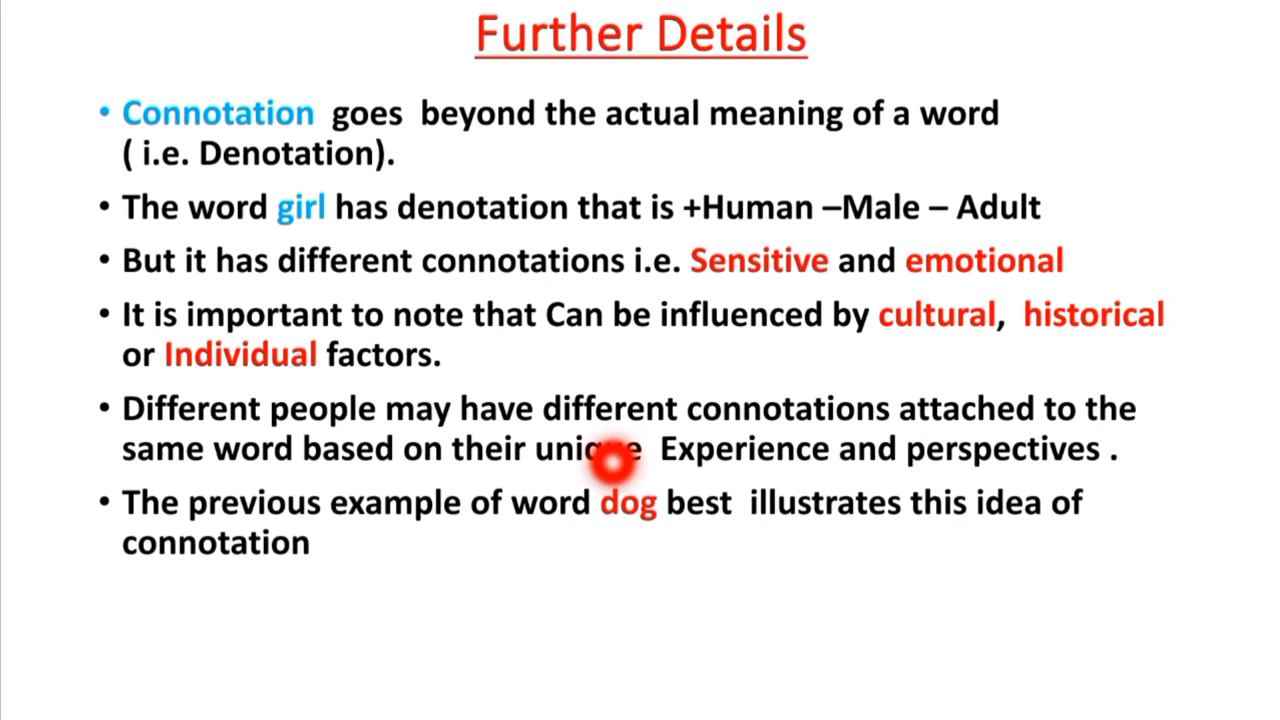 Further Details
• Connotation goes beyond the actual meaning of a word
( i.e. Denotation).
• The word girl has denotation that is +Human –Male – Adult
• But it has different connotations i.e. Sensitive and emotional
• It is important to note that Can be influenced by cultural, historical
or Individual factors.
• Different people may have different connotations attached to the
same word based on their unique Experience and perspectives .
• The previous example of word dog best illustrates this idea of
connotation